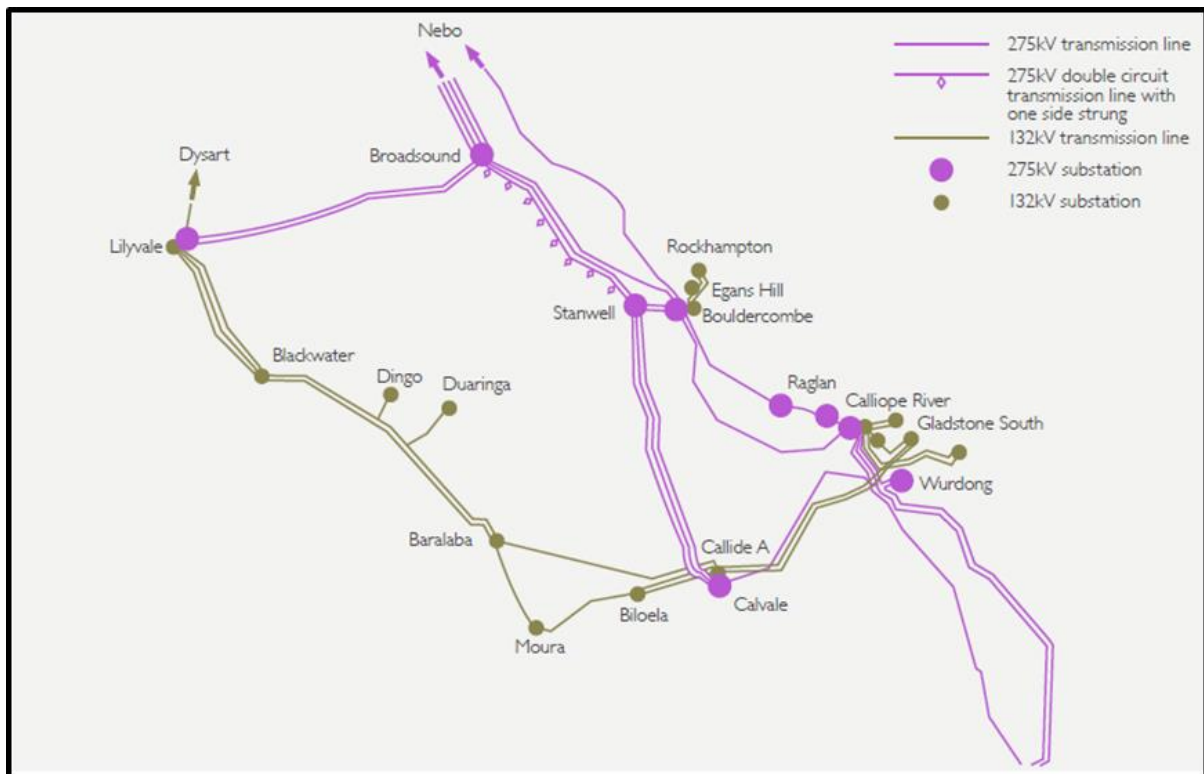 Nebo
275kV transmission line
275kV double circuit
transmission line with
one side strung
132kV transmission line
275kV substation
132kV substation
Dysart
Broadsound
Lilyvale
Rockhampton
Egans Hill
Bouldercombe
Stanwell
Blackwater
Dingo
Duaringa
Raglan
Calliope River
Gladstone South
Wurdong
Baralaba
Callide A
Biloela
Calvale
Moura